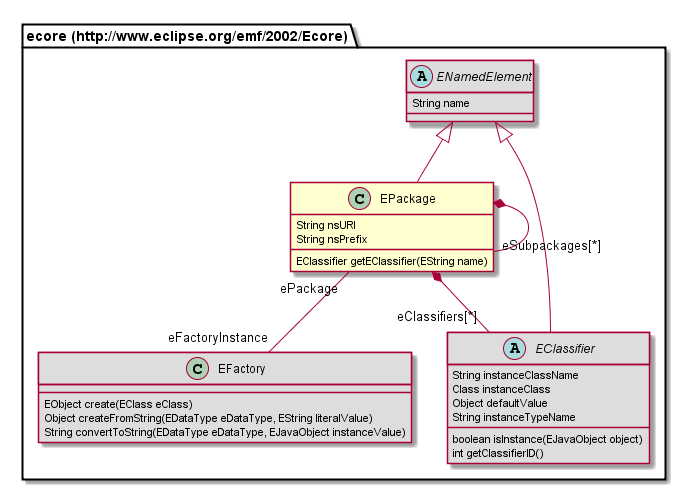 ecore (http://www.eclipse.org/emf/2002/Ecore)
A ENamedElement
String name
C EPackage
String nsURI
String nsPrefix
EClassifier getEClassifier(EString name)
eSubpackages[*]
ePackage
eClassifiers[*]
eFactoryInstance
C EFactory
EObject create(EClass eClass)
Object createFromString(EDataType eDataType, EString literalValue)
String convertToString(EDataType eDataType, EJavaObject instanceValue)
A EClassifier
String instanceClassName
Class instanceClass
Object defaultValue
String instanceTypeName
boolean isInstance(EJavaObject object)
int getClassifierID()